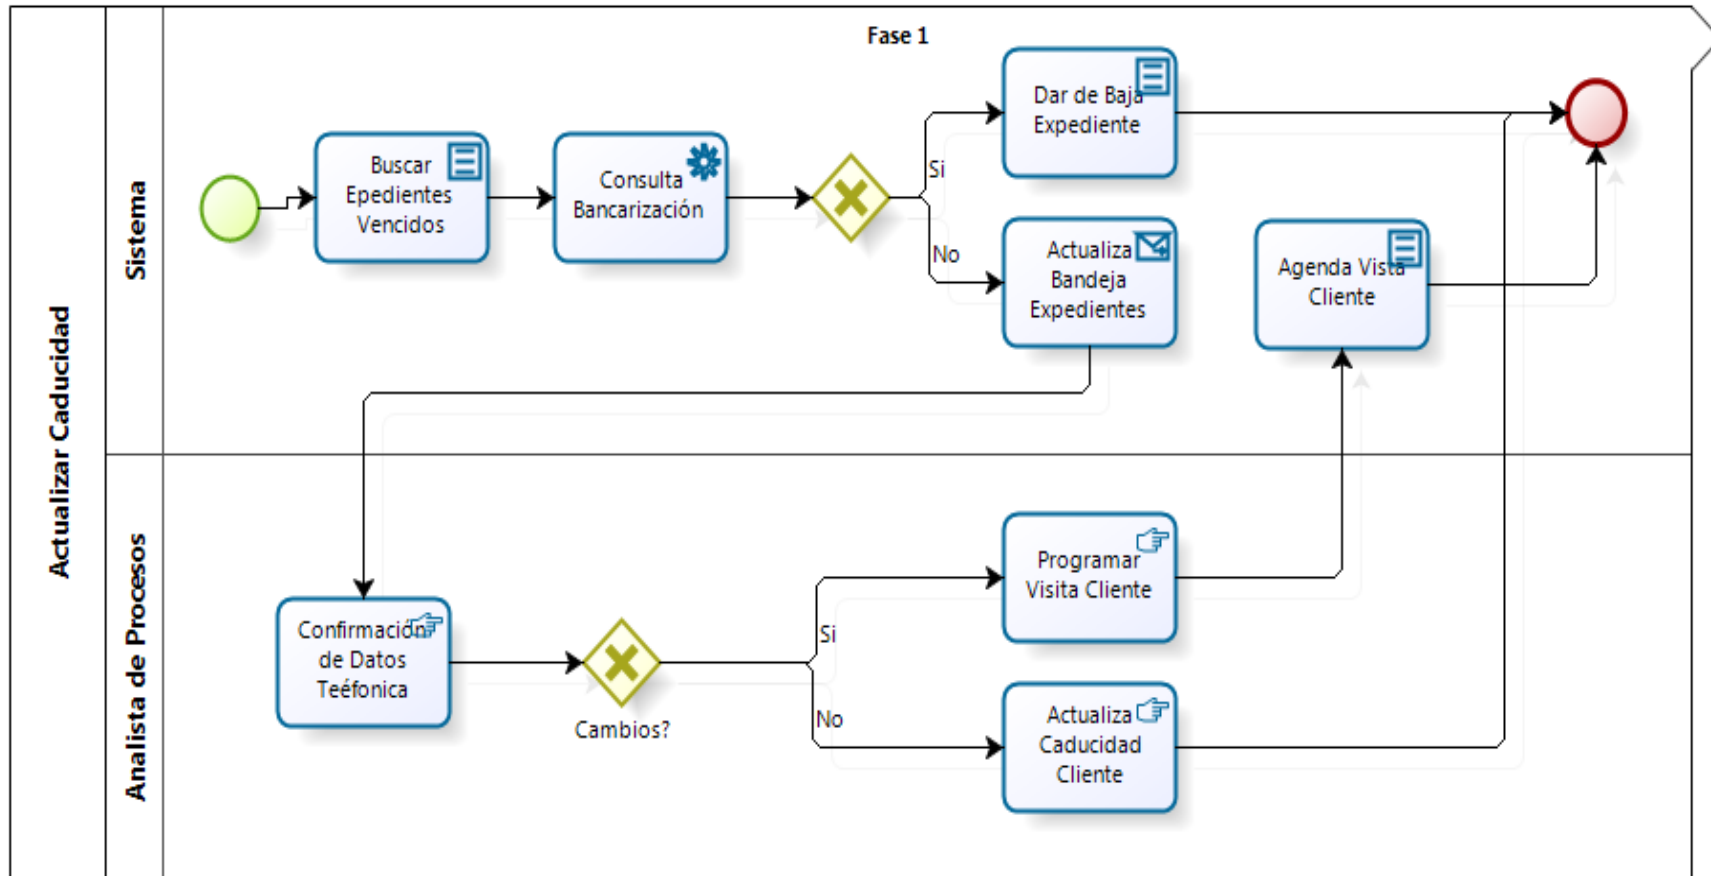 Actualizar Caducidad
Sistema
Analista de Procesos
Fase 1
Buscar
Epedientes
Vencidos
Consulta
Bancarización
Si
No
Dar de Baja
Expediente
Actualiza
Bandeja
Expedientes
Agenda Vista
Cliente
Confirmación
de Datos
Teéfonica
Cambios?
Si
No
Programar
Visita Cliente
Actualiza
Caducidad
Cliente